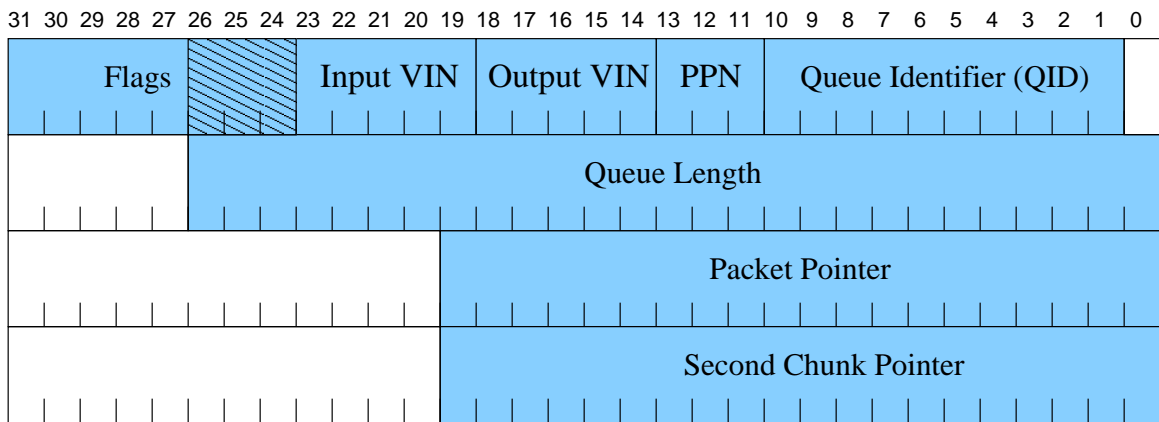 31 30 29 28 27 26 25 24 23 22 21 20 19 18 17 16 15 14 13 12 31 10 9 8 7 6 5 4 3 2 1 0
Flags Input VIN Output VIN PPN Queue Identifier (QID)
Queue Length
Packet Pointer
Second Chunk Pointer